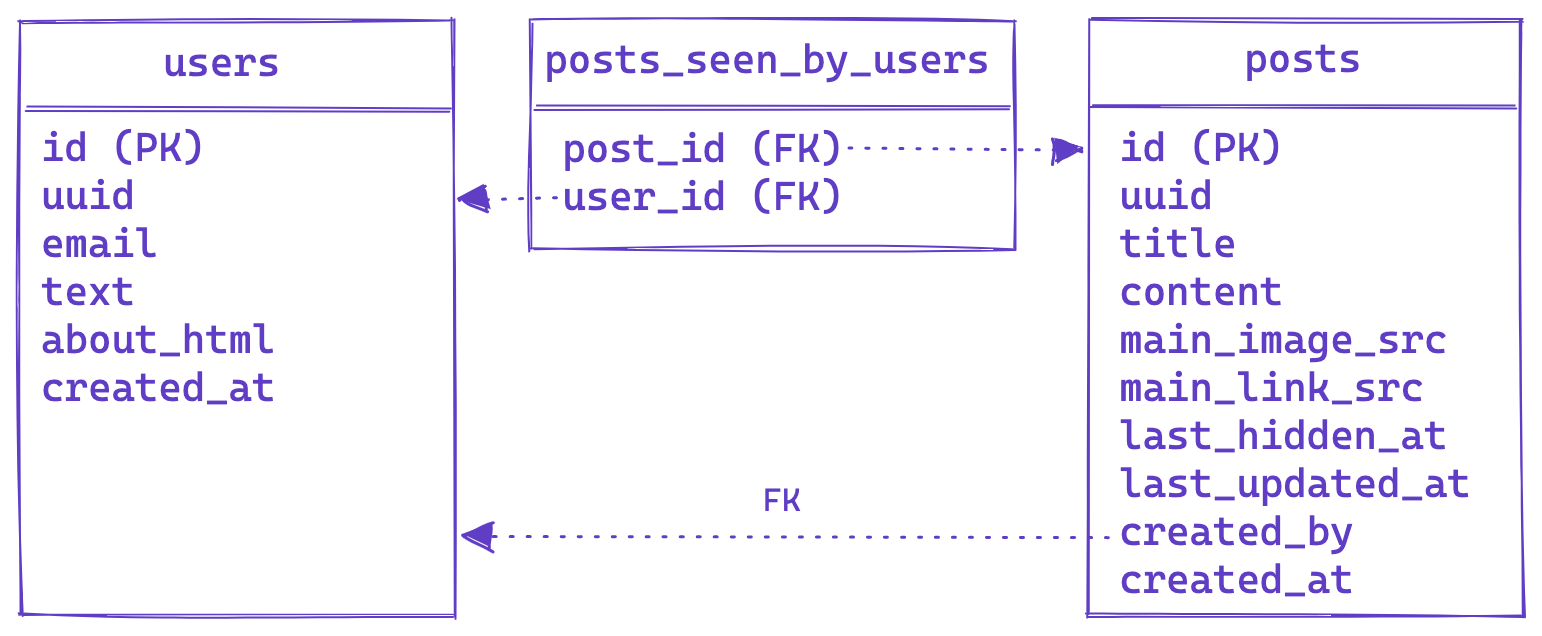 users
id (PK)
uuid
email
text
about_html
created_at
posts_seen_by_users
post_id (FK)
user_id (FK)
FK
posts
id (PK)
uuid
title
content
main_image_src
main_link_src
last_hidden_at
last_updated_at
created_by
created_at